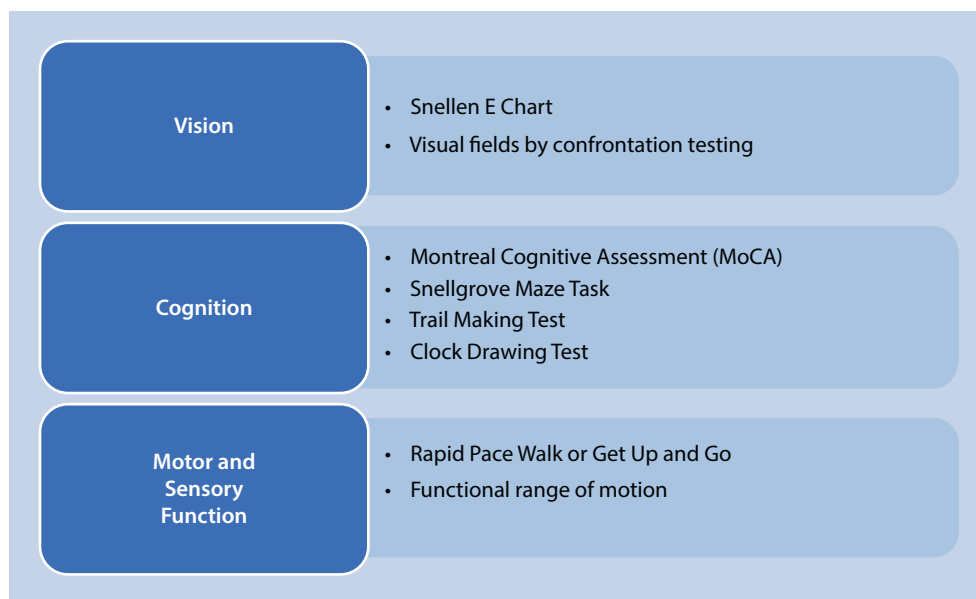 Vision
• Snellen E Chart
• Visual fields by confrontation testing
Cognition
• Montreal Cognitive Assessment (MoCA)
• Snellgrove Maze Task
• Trail Making Test
• Clock Drawing Test
Motor and
Sensory
Function
• Rapid Pace Walk or Get Up and Go
• Functional range of motion